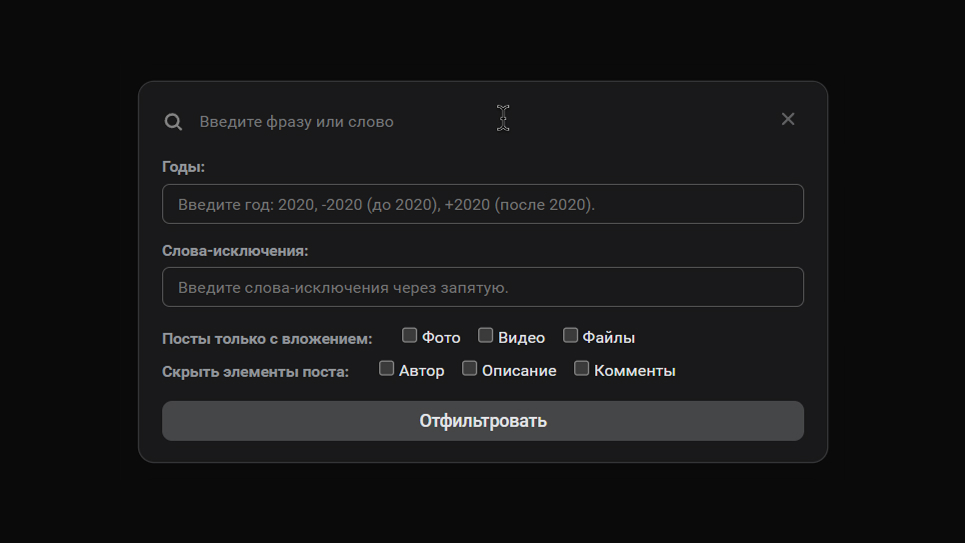 Введите фразу или слово
Годы:
Введите год: 2020, -2020 (до 2020), +2020 (после 2020).
Слова-исключения:
Введите слова-исключения через запятую.
Посты только с вложением: Фото Видео Файлы
Скрыть элементы поста: Автор Описание Комменты
Отфильтровать